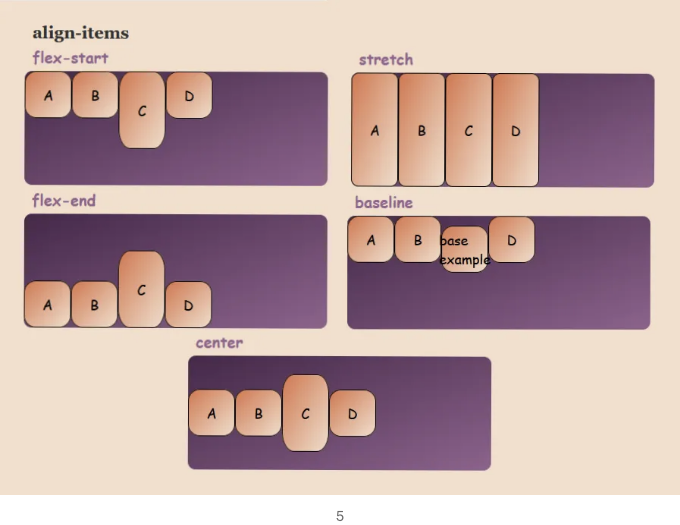 align-items
flex-start
A B C D
stretch
A B C D
flex-end
A B C D
baseline
A B base example D
center
A B C D
5